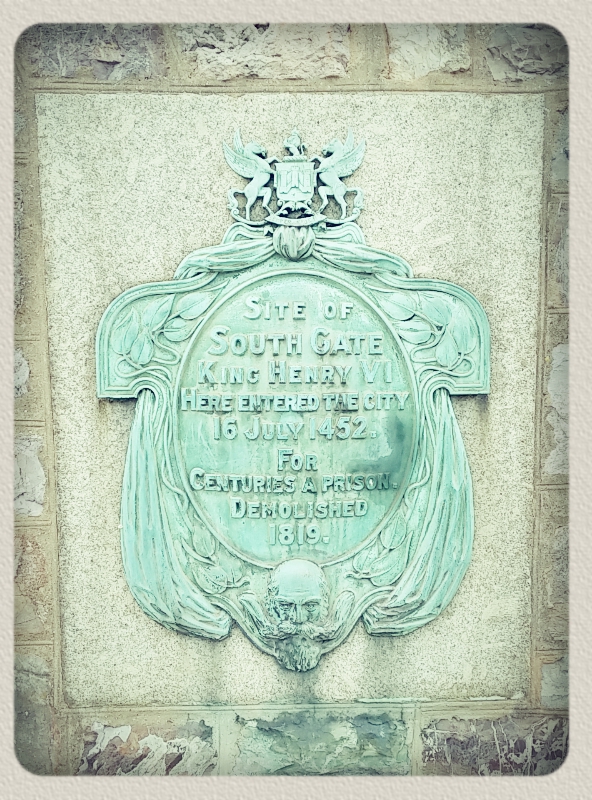 SITE OF
SOUTH GATE
KING HENRY VI
HERE ENTERED THE CITY
16 JULY 1452.
FOR
CENTURIES A PRISON.
DEMOLISHED
1819.